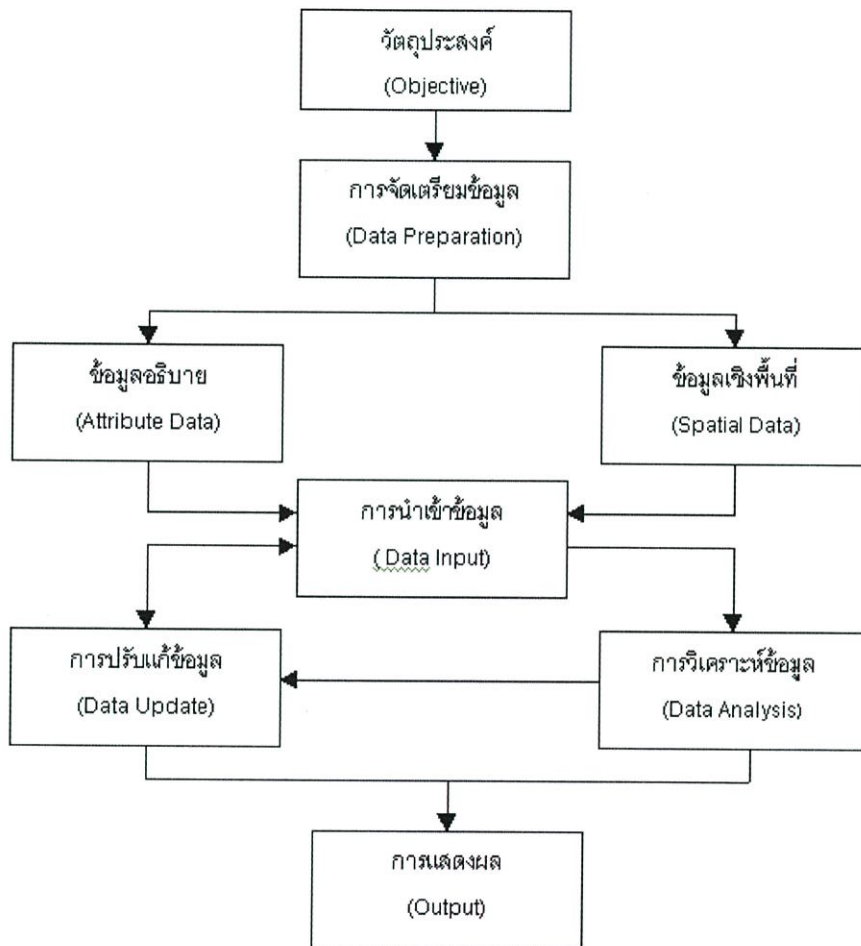 วัตถุประสงค์
(Objective)
การจัดเตรียมข้อมูล
(Data Preparation)
ข้อมูลอธิบาย
(Attribute Data)
ข้อมูลเชิงพื้นที่
(Spatial Data)
การนำเข้าข้อมูล
( Data Input)
การปรับแก้ข้อมูล
(Data Update)
การวิเคราะห์ข้อมูล
(Data Analysis)
การแสดงผล
(Output)